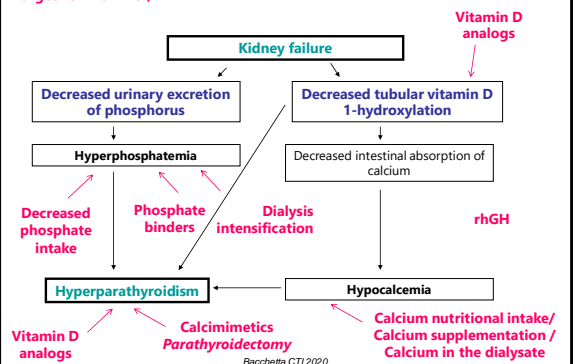 Vitamin D
analogs
Kidney failure
Decreased urinary excretion
of phosphorus
Decreased tubular vitamin D
1-hydroxylation
Hyperphosphatemia
Decreased intestinal absorption of
calcium
Decreased
phosphate
intake
Phosphate
binders
Dialysis
intensification
rhGH
Hyperparathyroidism
Hypocalcemia
Vitamin D
analogs
Calcimimetics
Parathyroidectomy
Calcium nutritional intake/
Calcium supplementation /
Calcium in the dialysate
Bacchetta CTI 2020